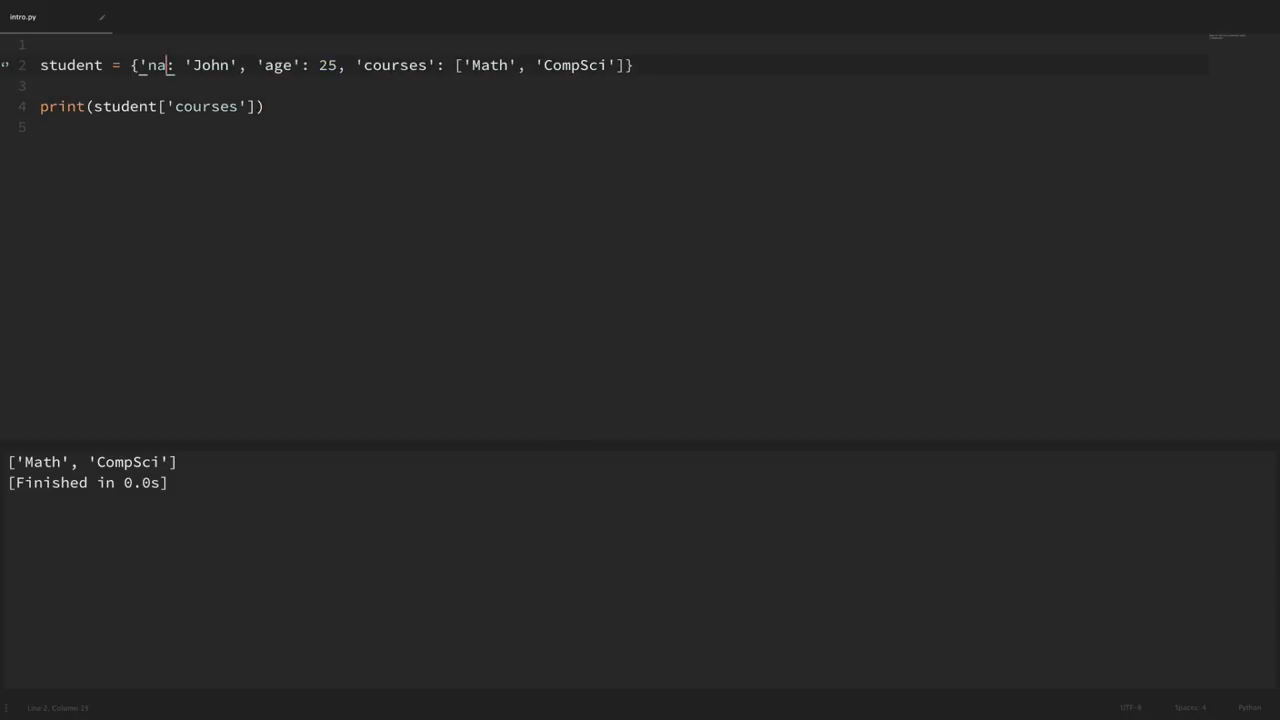 intro.py
1
2 student = {'na: 'John', 'age': 25, 'courses': ['Math', 'CompSci']}
3
4 print(student['courses'])
5
['Math', 'CompSci']
[Finished in 0.0s]
Line 2, Column 15 UTF-8 Spaces: 4 Python